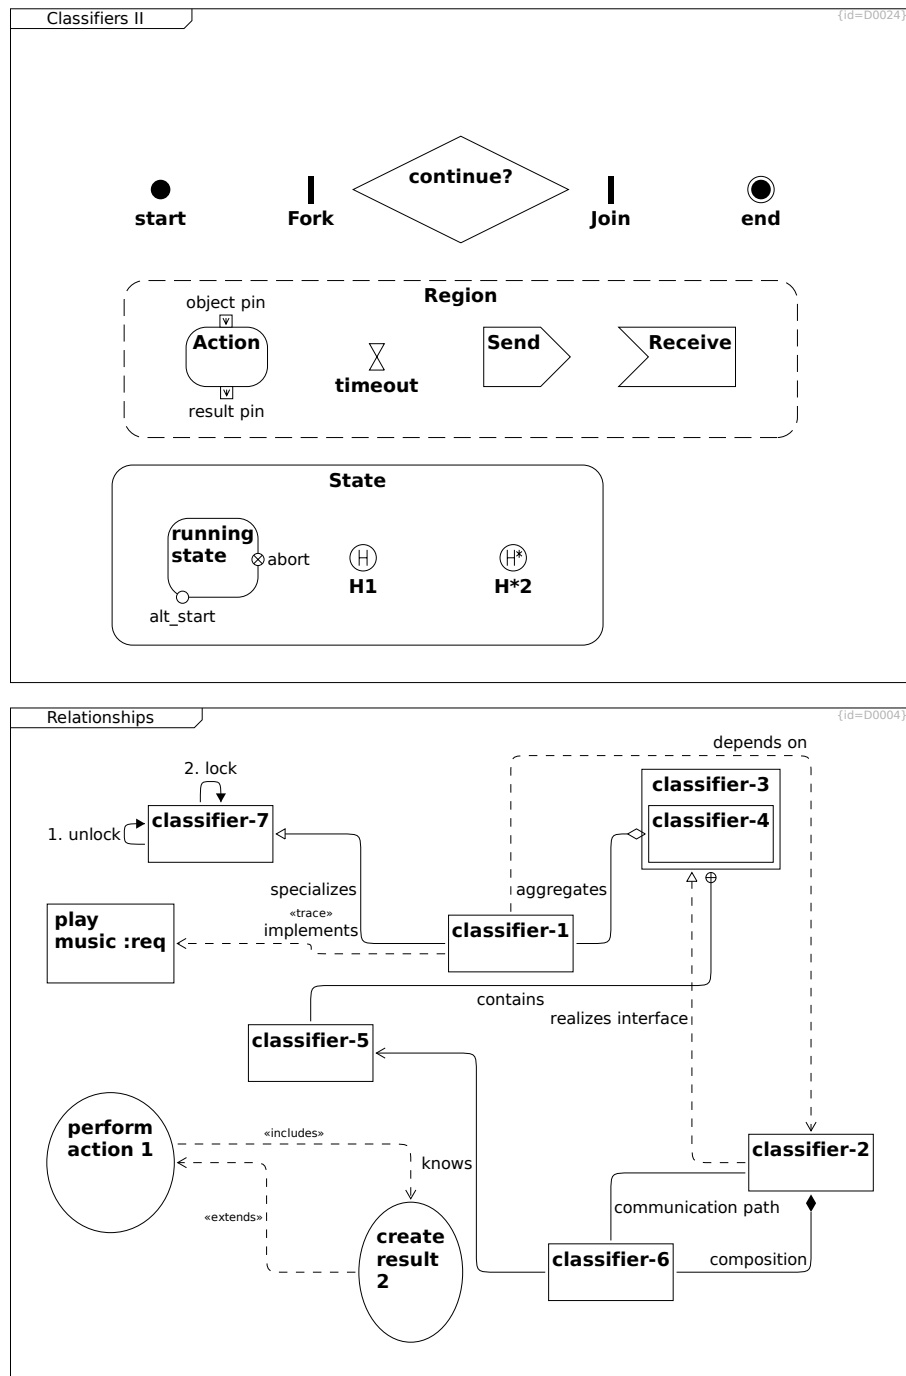 Classifiers II
{id=D0024}
continue?
start
Fork
Join
end
Region
object pin
Action
result pin
timeout
Send
Receive
State
running
state
abort
alt_start
H
H1
H*
H*2
Relationships
{id=D0004}
depends on
2. lock
classifier-7
1. unlock
classifier-3
classifier-4
specializes
aggregates
«trace»
implements
classifier-1
play
music :req
contains
realizes interface
classifier-5
perform
action 1
«includes»
knows
classifier-2
«extends»
communication path
create
result
2
classifier-6
composition